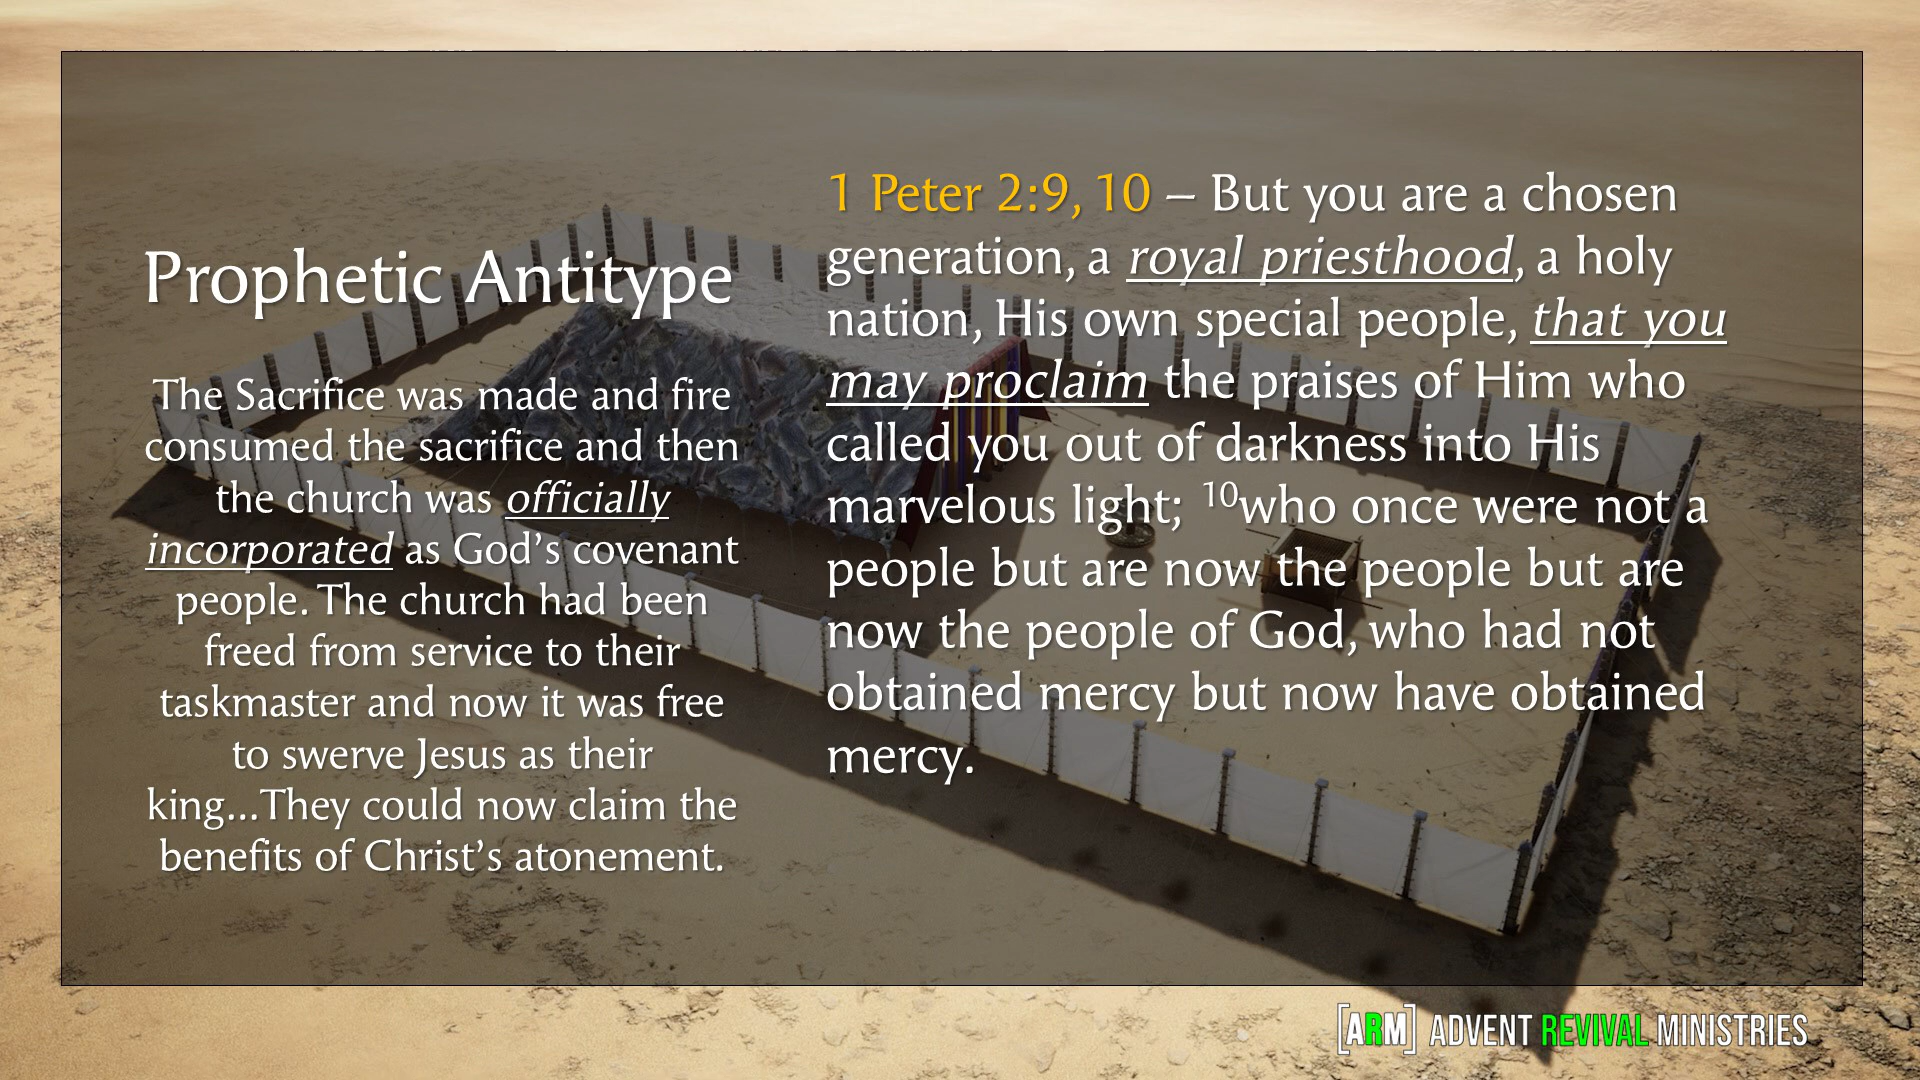 Prophetic Antitype
The Sacrifice was made and fire
consumed the sacrifice and then
the church was officially
incorporated as God’s covenant
people. The church had been
freed from service to their
taskmaster and now it was free
to swerve Jesus as their
king…They could now claim the
benefits of Christ’s atonement.
1 Peter 2:9, 10 – But you are a chosen
generation, a royal priesthood, a holy
nation, His own special people, that you
may proclaim the praises of Him who
called you out of darkness into His
marvelous light; 10who once were not a
people but are now the people but are
now the people of God, who had not
obtained mercy but now have obtained
mercy.
[ARM] ADVENT REVIVAL MINISTRIES